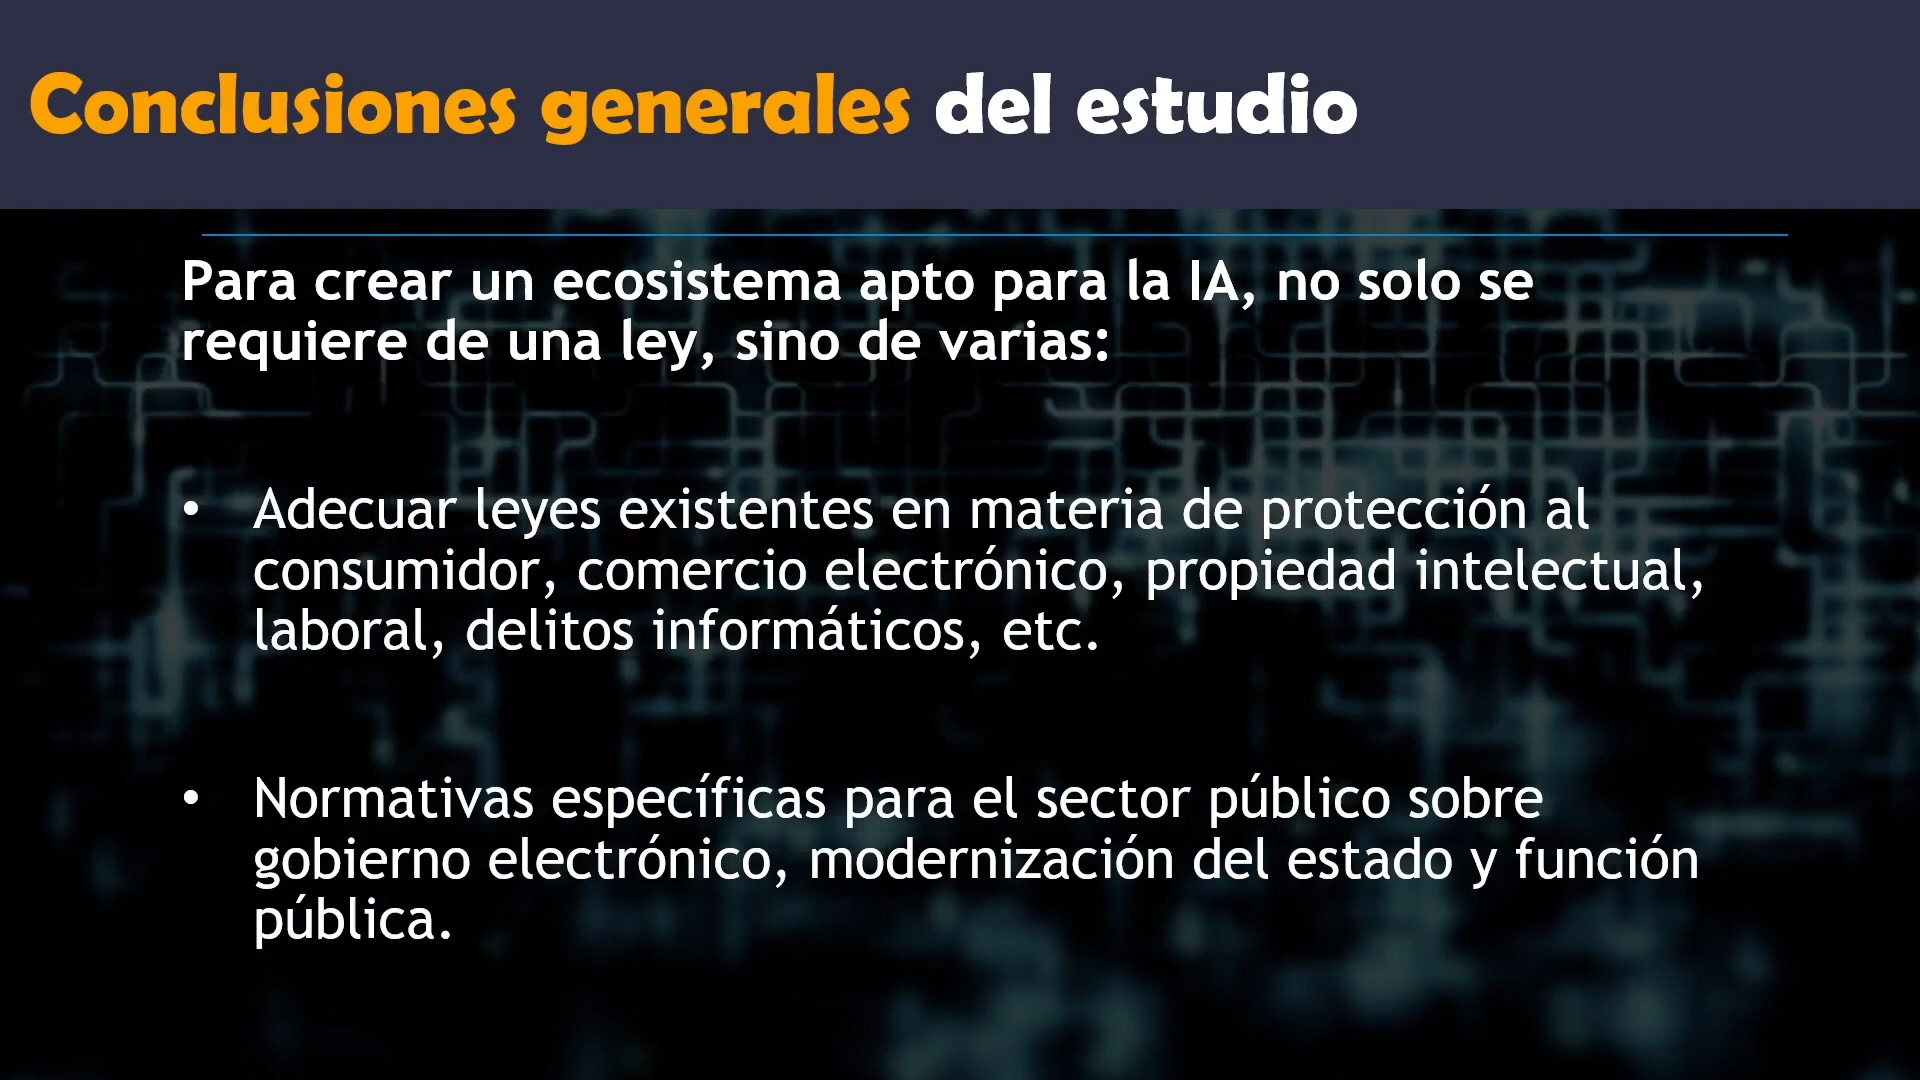 Conclusiones generales del estudio
Para crear un ecosistema apto para la IA, no solo se
requiere de una ley, sino de varias:
• Adecuar leyes existentes en materia de protección al
consumidor, comercio electrónico, propiedad intelectual,
laboral, delitos informáticos, etc.
• Normativas específicas para el sector público sobre
gobierno electrónico, modernización del estado y función
pública.